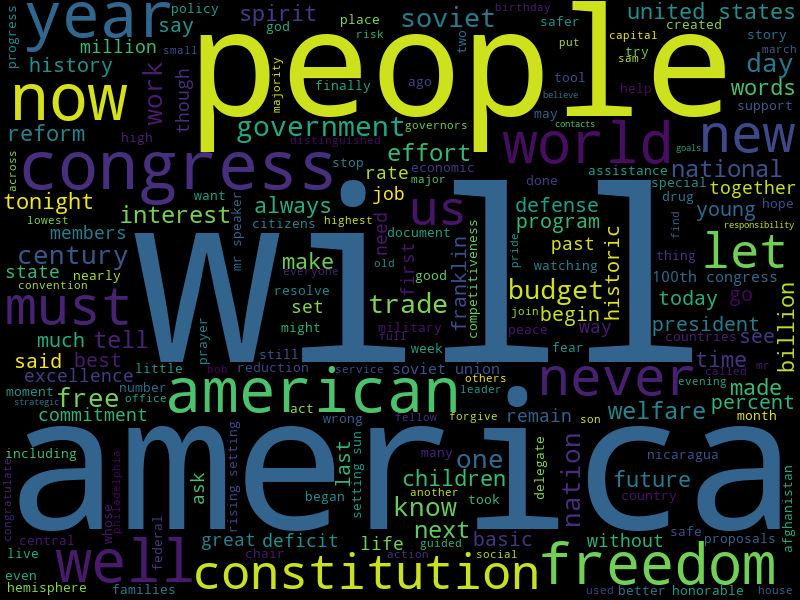 year
people
progress
policy
say
spirit
god
soviet
place
risk
birthday
safer
put
try
united states
capital
sam
created
story
march
million
history
now
work
though
finally
majority
small
ago
two
tool
may
believe
help
day
words
support
reform
high
government
distinguished
governors
contacts
world
new
goals
across
congress
stop
effort
rate
economic
major
job
done
assistance
national
special
drug
together
tonight
lowest
want
always
interest
citizens
highest
members
mr speaker
us
need
document
defense
program
young
hope
find
responsibility
century
state
nearly
convention
will
make
everyone
resolve
set
might
old
good
first
franklin
competitiveness
pride
watching
past
historic
budget
join
begin
peace
way
thing
100th congress
today
let
go
billion
must
much
tell
prayer
still
trade
military
full
week
fear
president
countries
see
said
best
excellence
little
bob
reduction
service
soviet union
never
time
called
mr
evening
moment
strategic
free
number
office
commitment
american
act
fellow
others
leader
forgive
wrong
remain
son
welfare
made
percent
month
america
including
rising setting
ask
last
setting sun
began
many
another
children
know
took
one
delegate
nation
nicaragua
future
country
afghanistan
congratulate
whose
philadelphia
central
live
even
hemisphere
well
families
federal
great
deficit
chair
next
life
guided
action
basic
social
constitution
without
safe
proposals
freedom
used
better
honorable
house